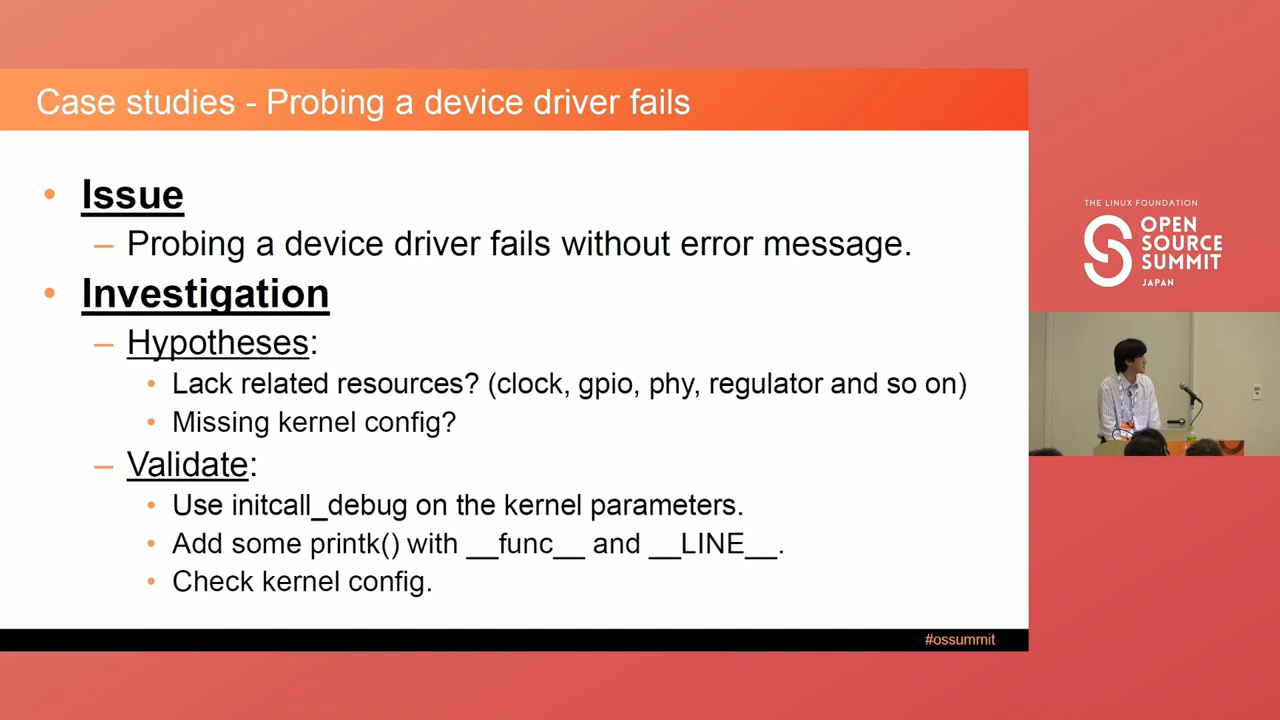 Case studies - Probing a device driver fails
• Issue
– Probing a device driver fails without error message.
• Investigation
– Hypotheses:
• Lack related resources? (clock, gpio, phy, regulator and so on)
• Missing kernel config?
– Validate:
• Use initcall_debug on the kernel parameters.
• Add some printk() with __func__ and __LINE__.
• Check kernel config.
#ossummit
THE LINUX FOUNDATION
OPEN
SOURCE
SUMMIT
JAPAN